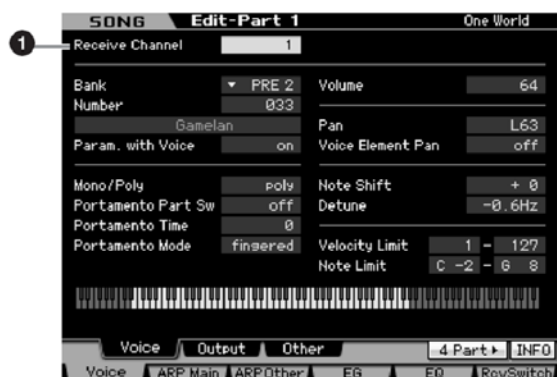 SONG Edit-Part 1 One World
1 Receive Channel 1
Bank PRE 2 Volume 64
Number 033
Gamelan Pan L63
Param. with Voice on Voice Element Pan off
Mono/Poly poly Note Shift + 0
Portamento Part Sw off Detune -0.6Hz
Portamento Time 0
Portamento Mode fingered Velocity Limit 1 - 127
Note Limit C -2 - G 8
Voice Output Other 4 Part INFO
Voice ARP Main ARP Other EG EQ RcvSwitch